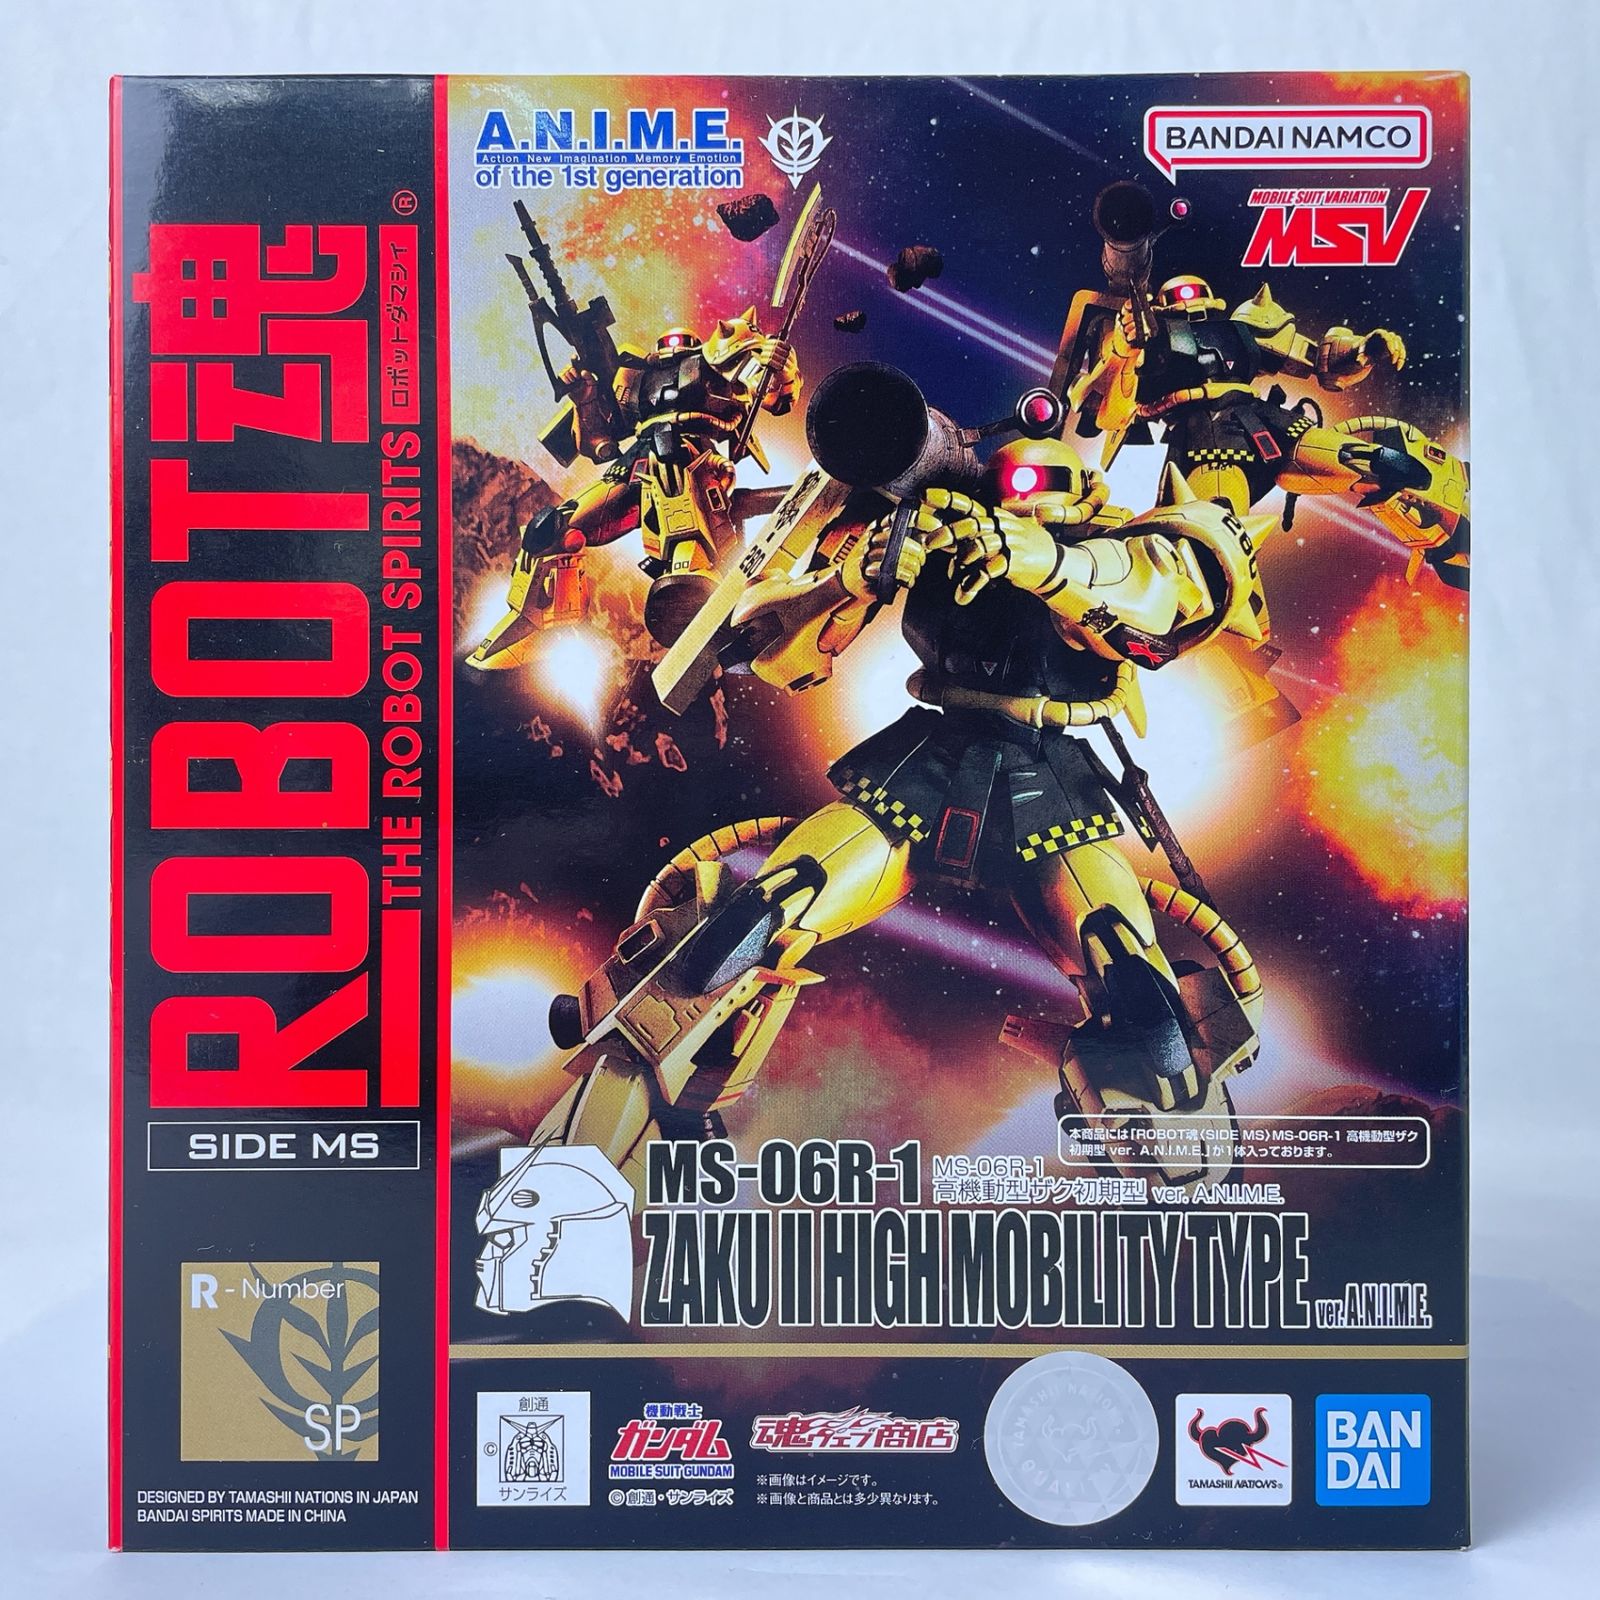 ROBOT魂
®
THE ROBOT SPIRITS
ロボットダマシイ
SIDE MS
R - Number
SP
DESIGNED BY TAMASHII NATIONS IN JAPAN
BANDAI SPIRITS MADE IN CHINA
A.N.I.M.E.
Action New Imagination Memory Emotion
of the 1st generation
BANDAI NAMCO
MOBILE SUIT VARIATION
MSV
260
260
本商品には「ROBOT魂〈SIDE MS〉MS-06R-1 高機動型ザク
初期型 ver. A.N.I.M.E.」が1体入っております。
MS-06R-1
MS-06R-1
高機動型ザク初期型 ver. A.N.I.M.E.
ZAKU II HIGH MOBILITY TYPE ver. A.N.I.M.E.
創通
©
サンライズ
機動戦士
ガンダム
MOBILE SUIT GUNDAM
©創通・サンライズ
魂ウェブ商店
※画像はイメージです。
※画像と商品とは多少異なります。
TAMASHII NATIONS
TAMASHII NATIONS®
BAN
DAI